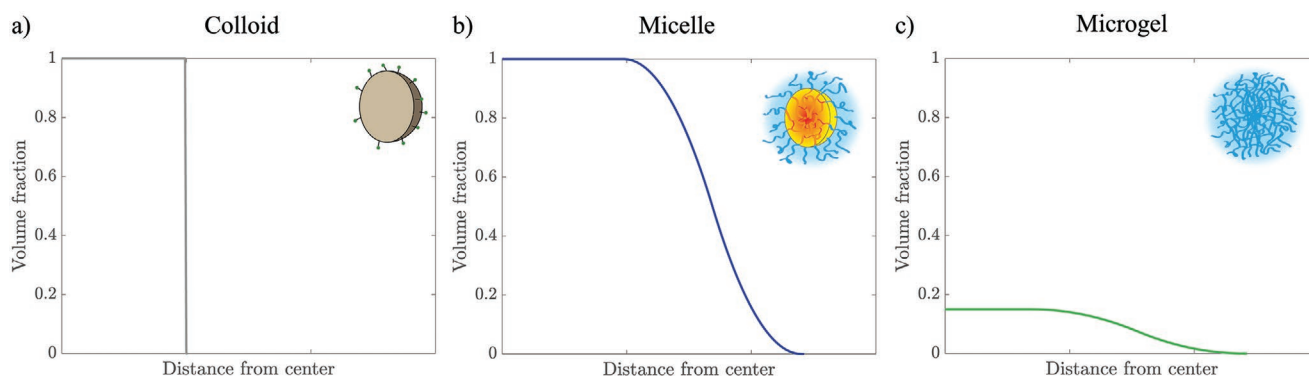 a) Colloid
1
0.8
0.6
0.4
0.2
0
Volume fraction
Distance from center
b) Micelle
1
0.8
0.6
0.4
0.2
0
Volume fraction
Distance from center
c) Microgel
1
0.8
0.6
0.4
0.2
0
Volume fraction
Distance from center